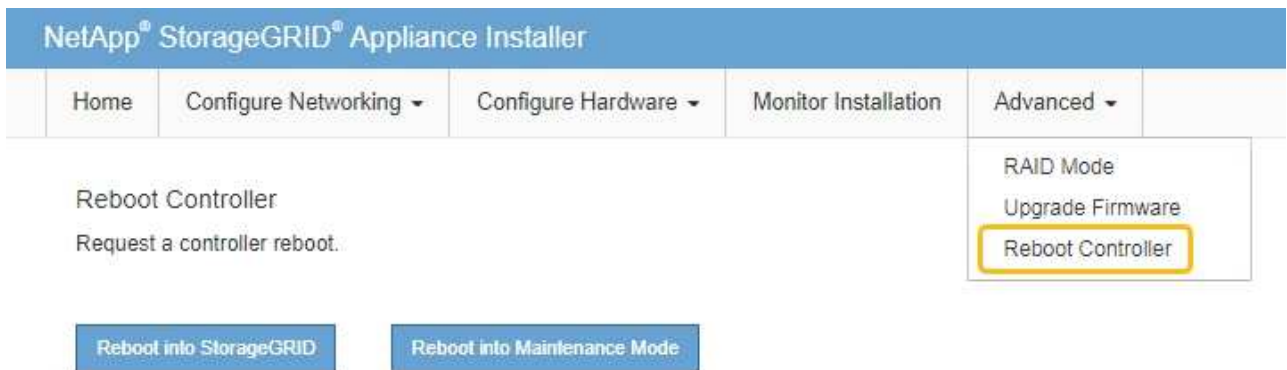 NetApp® StorageGRID® Appliance Installer
Home Configure Networking Configure Hardware Monitor Installation Advanced
RAID Mode
Upgrade Firmware
Reboot Controller
Reboot Controller
Request a controller reboot.
Reboot into StorageGRID Reboot into Maintenance Mode